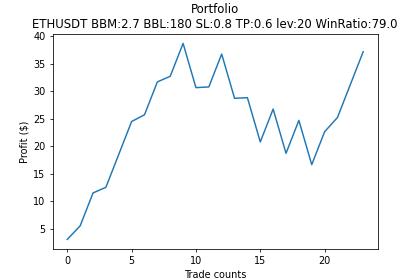 Portfolio
ETHUSDT BBM:2.7 BBL:180 SL:0.8 TP:0.6 lev:20 WinRatio:79.0
40
35
30
25
20
15
10
5
Profit ($)
0 5 10 15 20
Trade counts